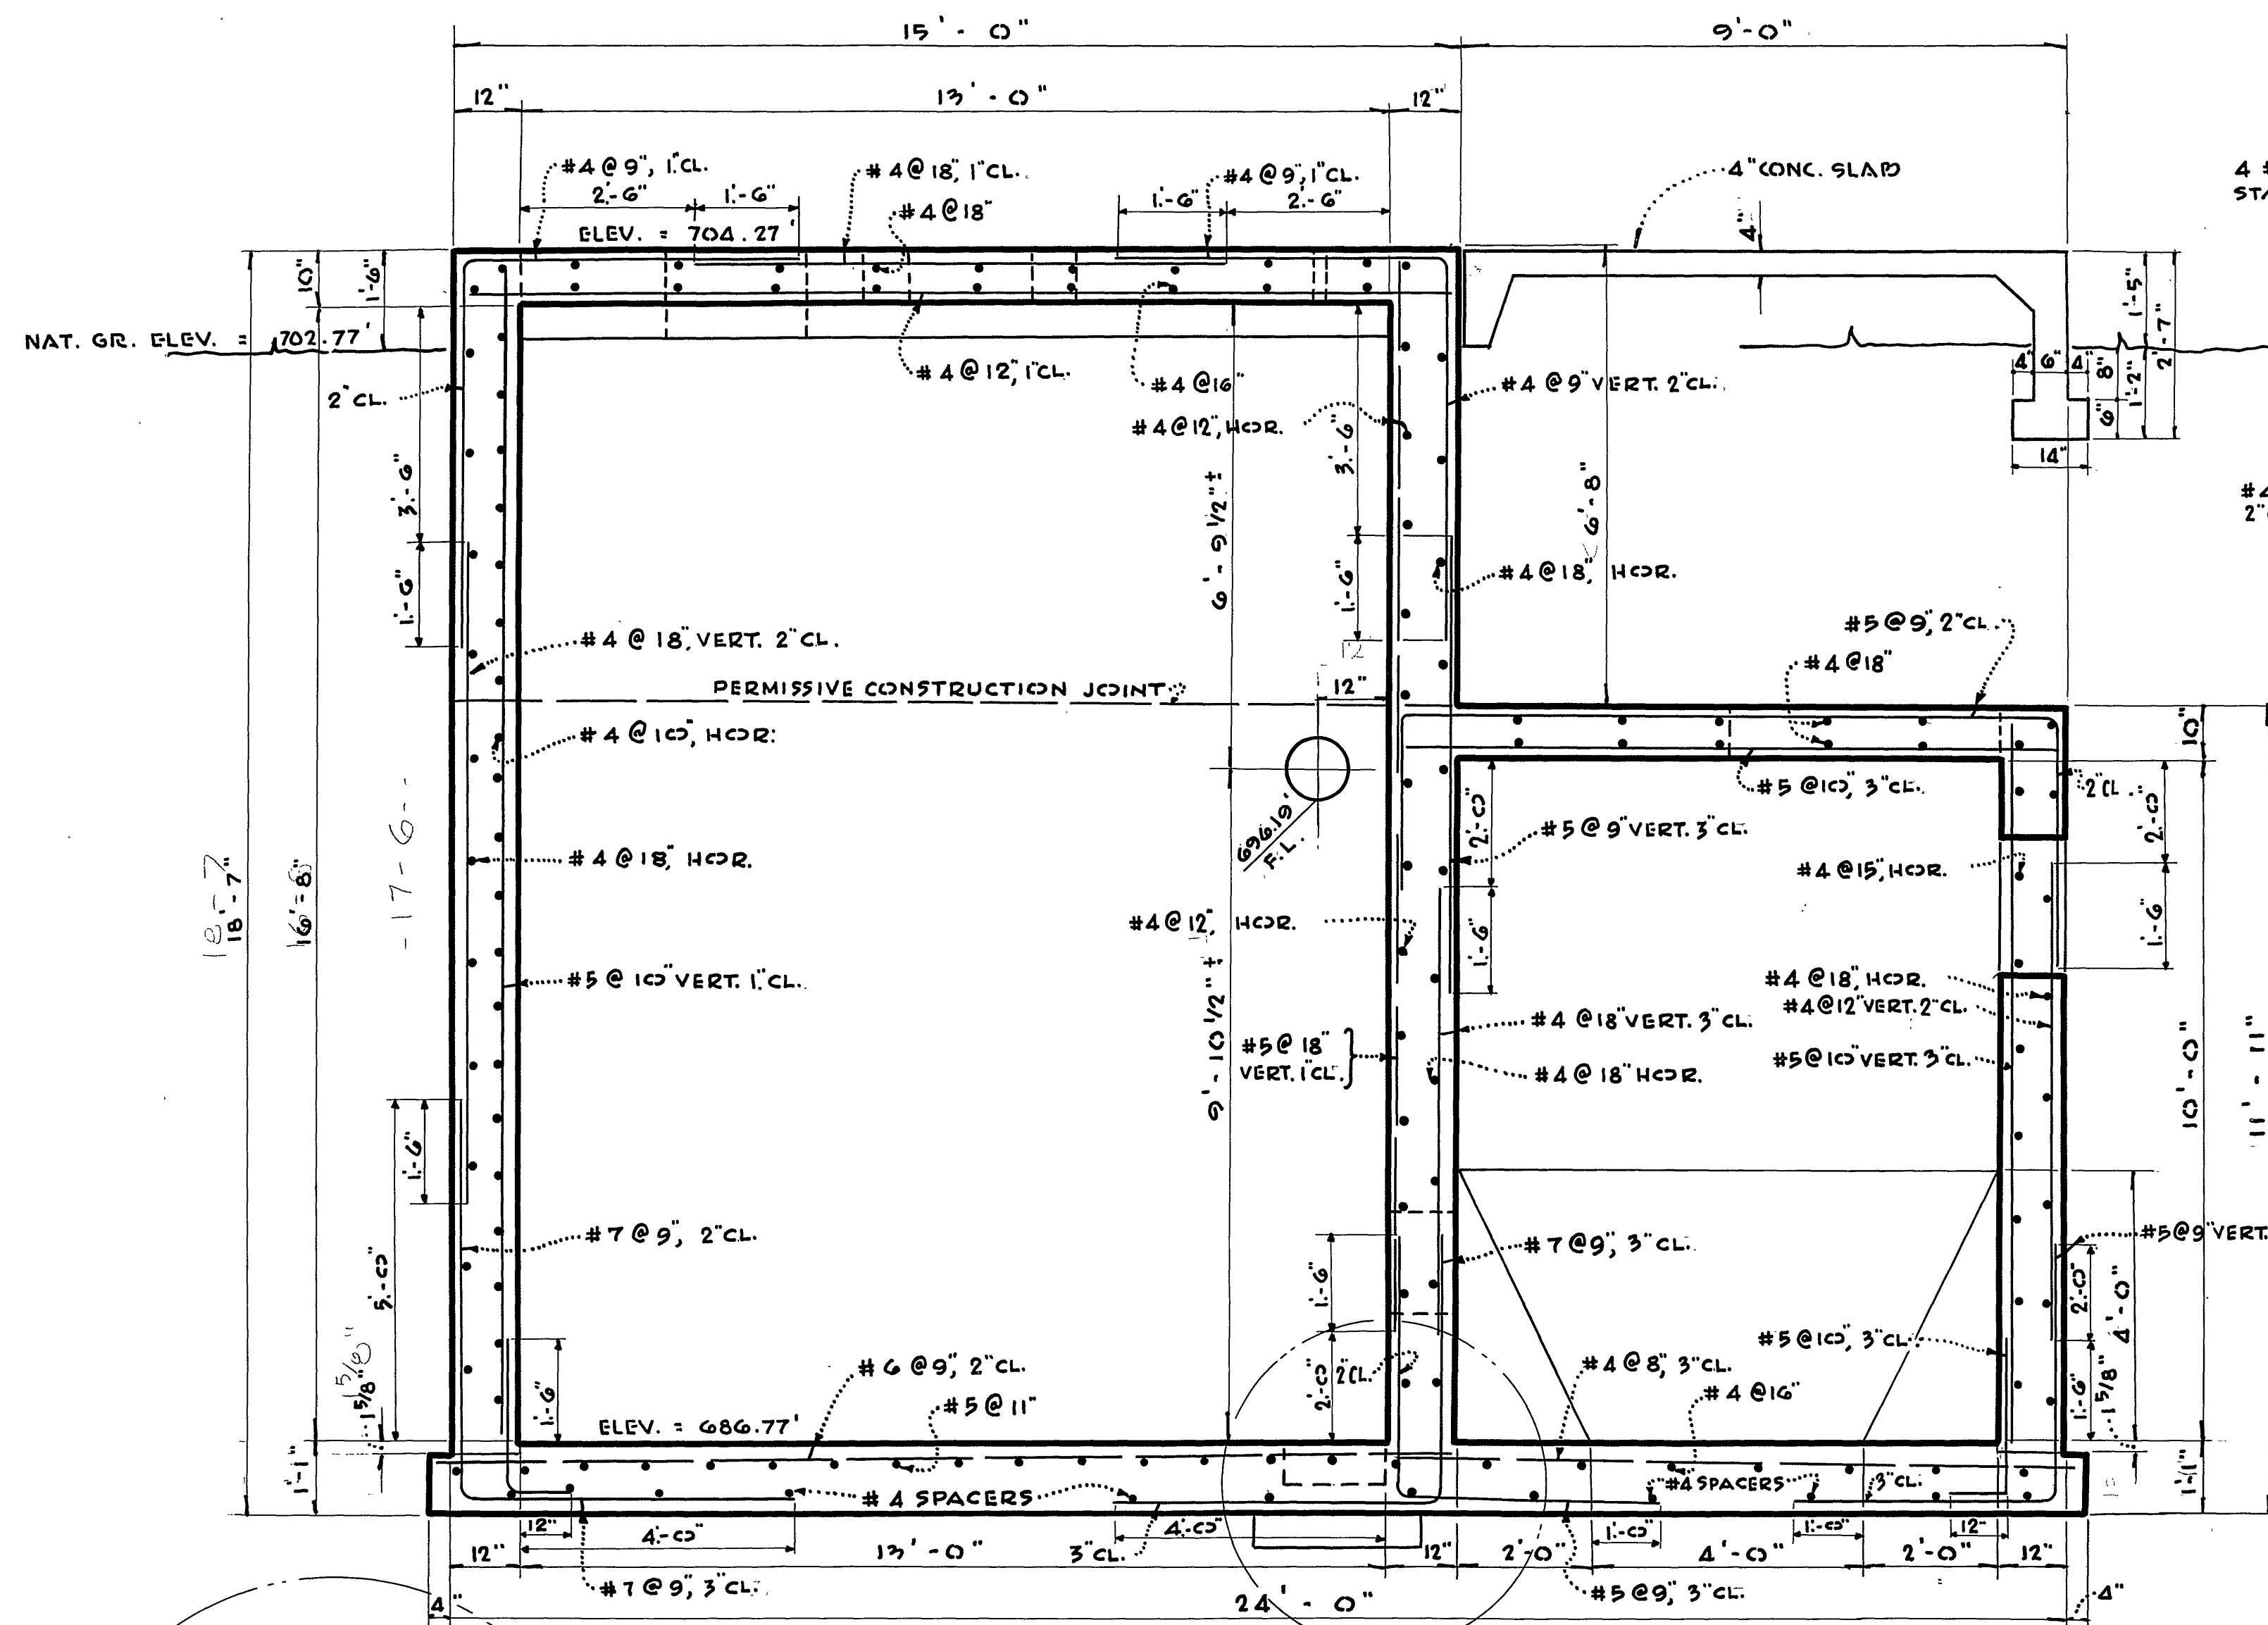 15'-0" 9'-0"
12" 13'-0" 12"
#4 @ 9", 1"CL. #4 @ 18", 1"CL. #4 @ 9", 1"CL. 4" CONC. SLAB
2'-6" 1'-6" #4 @ 18" 1'-6" 2'-6" 4"
ELEV. = 704.27'
10" 1'-6"
1'-5" 2'-7"
NAT. GR. ELEV. = 702.77'
#4 @ 12", 1"CL. #4 @ 16" #4 @ 9" VERT. 2"CL.
4" 6" 4" 8" 1'-2" 6"
2" CL. #4 @ 12", HOR.
14"
3'-6" 6'-9 1/2" ± 3'-6" 6'-8"
1'-6" 1'-6" #4 @ 18", HOR.
#4 @ 18", VERT. 2"CL. #5 @ 9", 2"CL.
12 #4 @ 18"
PERMISSIVE CONSTRUCTION JOINT 12"
#4 @ 10", HOR. 10"
#5 @ 10", 3"CL. 2"CL.
696.19'
F.L.
2'-0" #5 @ 9" VERT. 3"CL. 2'-0"
#4 @ 18", HOR. #4 @ 15", HOR.
18-7 18'-7" 16'-8" -17-6--
#4 @ 12", HOR. 1'-6" 1'-6"
#5 @ 10" VERT. 1"CL. #4 @ 18", HOR.
#4 @ 12" VERT. 2"CL.
#4 @ 18" VERT. 3"CL.
9'-10 1/2" ± #5 @ 18" VERT. 1"CL. #5 @ 10" VERT. 3"CL.
#4 @ 18" HOR. 10'-0" 11'-11"
1'-6"
#7 @ 9", 2"CL. #7 @ 9", 3"CL. #5@9"VERT.
5'-0" 1'-6" 2'-0" 4'-0"
#5 @ 10", 3"CL.
1 5/8" 1 5/8" 1'-6" #6 @ 9", 2"CL. 2'-0" 2"CL. #4 @ 8", 3"CL. 1'-6" 1 5/8"
#5 @ 11" #4 @ 16"
ELEV. = 686.77'
1'-1" #4 SPACERS #4 SPACERS 3"CL. 1'-1"
12" 4'-0" 4'-0" 1'-0" 1'-0" 12"
12" 13'-0" 3"CL. 12" 2'-0" 4'-0" 2'-0" 12"
#7 @ 9", 3"CL. #5 @ 9", 3"CL.
4" 24'-0" 4"